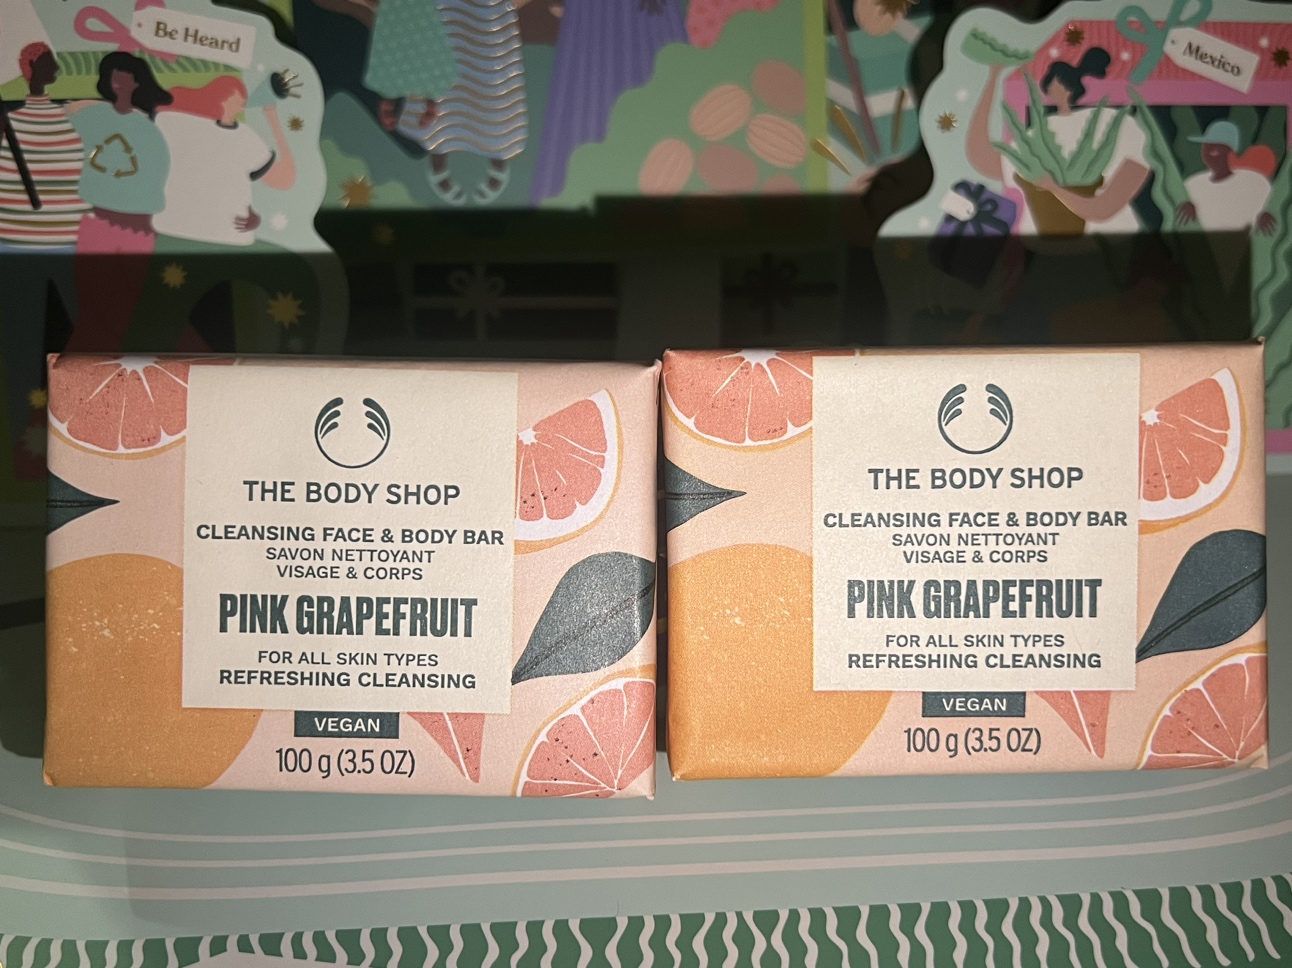 Be Heard
Mexico
THE BODY SHOP
CLEANSING FACE & BODY BAR
SAVON NETTOYANT
VISAGE & CORPS
PINK GRAPEFRUIT
FOR ALL SKIN TYPES
REFRESHING CLEANSING
VEGAN
100 g (3.5 OZ)
THE BODY SHOP
CLEANSING FACE & BODY BAR
SAVON NETTOYANT
VISAGE & CORPS
PINK GRAPEFRUIT
FOR ALL SKIN TYPES
REFRESHING CLEANSING
VEGAN
100 g (3.5 OZ)